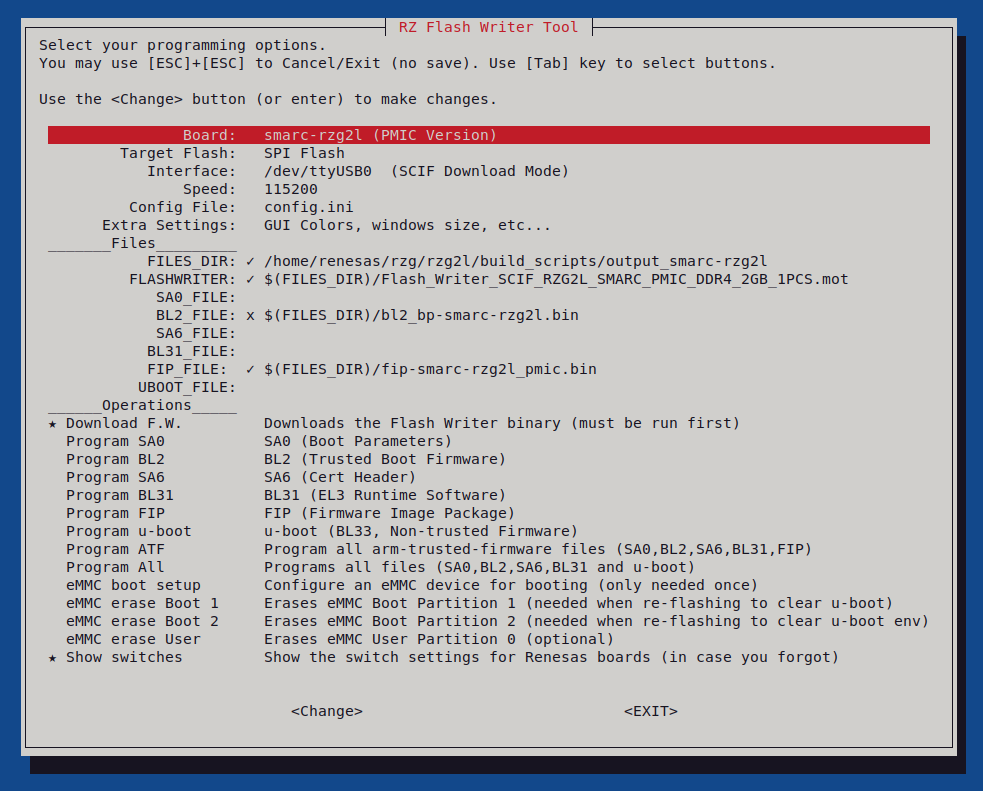 RZ Flash Writer Tool
Select your programming options.
You may use [ESC]+[ESC] to Cancel/Exit (no save). Use [Tab] key to select buttons.
Use the <Change> button (or enter) to make changes.
Board: smarc-rzg2l (PMIC Version)
Target Flash: SPI Flash
Interface: /dev/ttyUSB0 (SCIF Download Mode)
Speed: 115200
Config File: config.ini
Extra Settings: GUI Colors, windows size, etc...
_______Files_________
FILES_DIR: ✓ /home/renesas/rzg/rzg2l/build_scripts/output_smarc-rzg2l
FLASHWRITER: ✓ $(FILES_DIR)/Flash_Writer_SCIF_RZG2L_SMARC_PMIC_DDR4_2GB_1PCS.mot
SA0_FILE:
BL2_FILE: x $(FILES_DIR)/bl2_bp-smarc-rzg2l.bin
SA6_FILE:
BL31_FILE:
FIP_FILE: ✓ $(FILES_DIR)/fip-smarc-rzg2l_pmic.bin
UBOOT_FILE:
______Operations_____
★ Download F.W. Downloads the Flash Writer binary (must be run first)
Program SA0 SA0 (Boot Parameters)
Program BL2 BL2 (Trusted Boot Firmware)
Program SA6 SA6 (Cert Header)
Program BL31 BL31 (EL3 Runtime Software)
Program FIP FIP (Firmware Image Package)
Program u-boot u-boot (BL33, Non-trusted Firmware)
Program ATF Program all arm-trusted-firmware files (SA0,BL2,SA6,BL31,FIP)
Program All Programs all files (SA0,BL2,SA6,BL31 and u-boot)
eMMC boot setup Configure an eMMC device for booting (only needed once)
eMMC erase Boot 1 Erases eMMC Boot Partition 1 (needed when re-flashing to clear u-boot)
eMMC erase Boot 2 Erases eMMC Boot Partition 2 (needed when re-flashing to clear u-boot env)
eMMC erase User Erases eMMC User Partition 0 (optional)
★ Show switches Show the switch settings for Renesas boards (in case you forgot)
<Change> <EXIT>